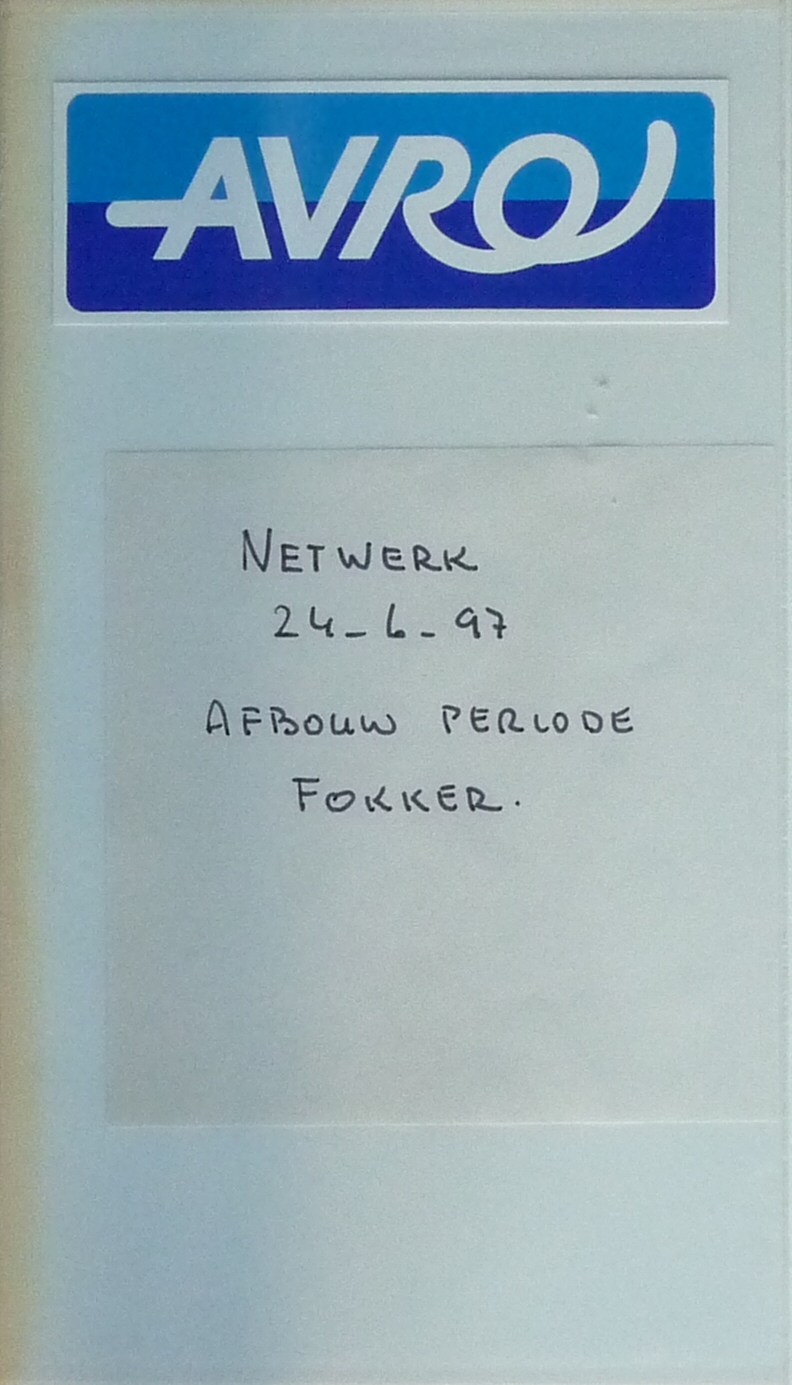 AVRO
NETWERK
24-6-97
AFBOUW PERIODE
FOKKER.